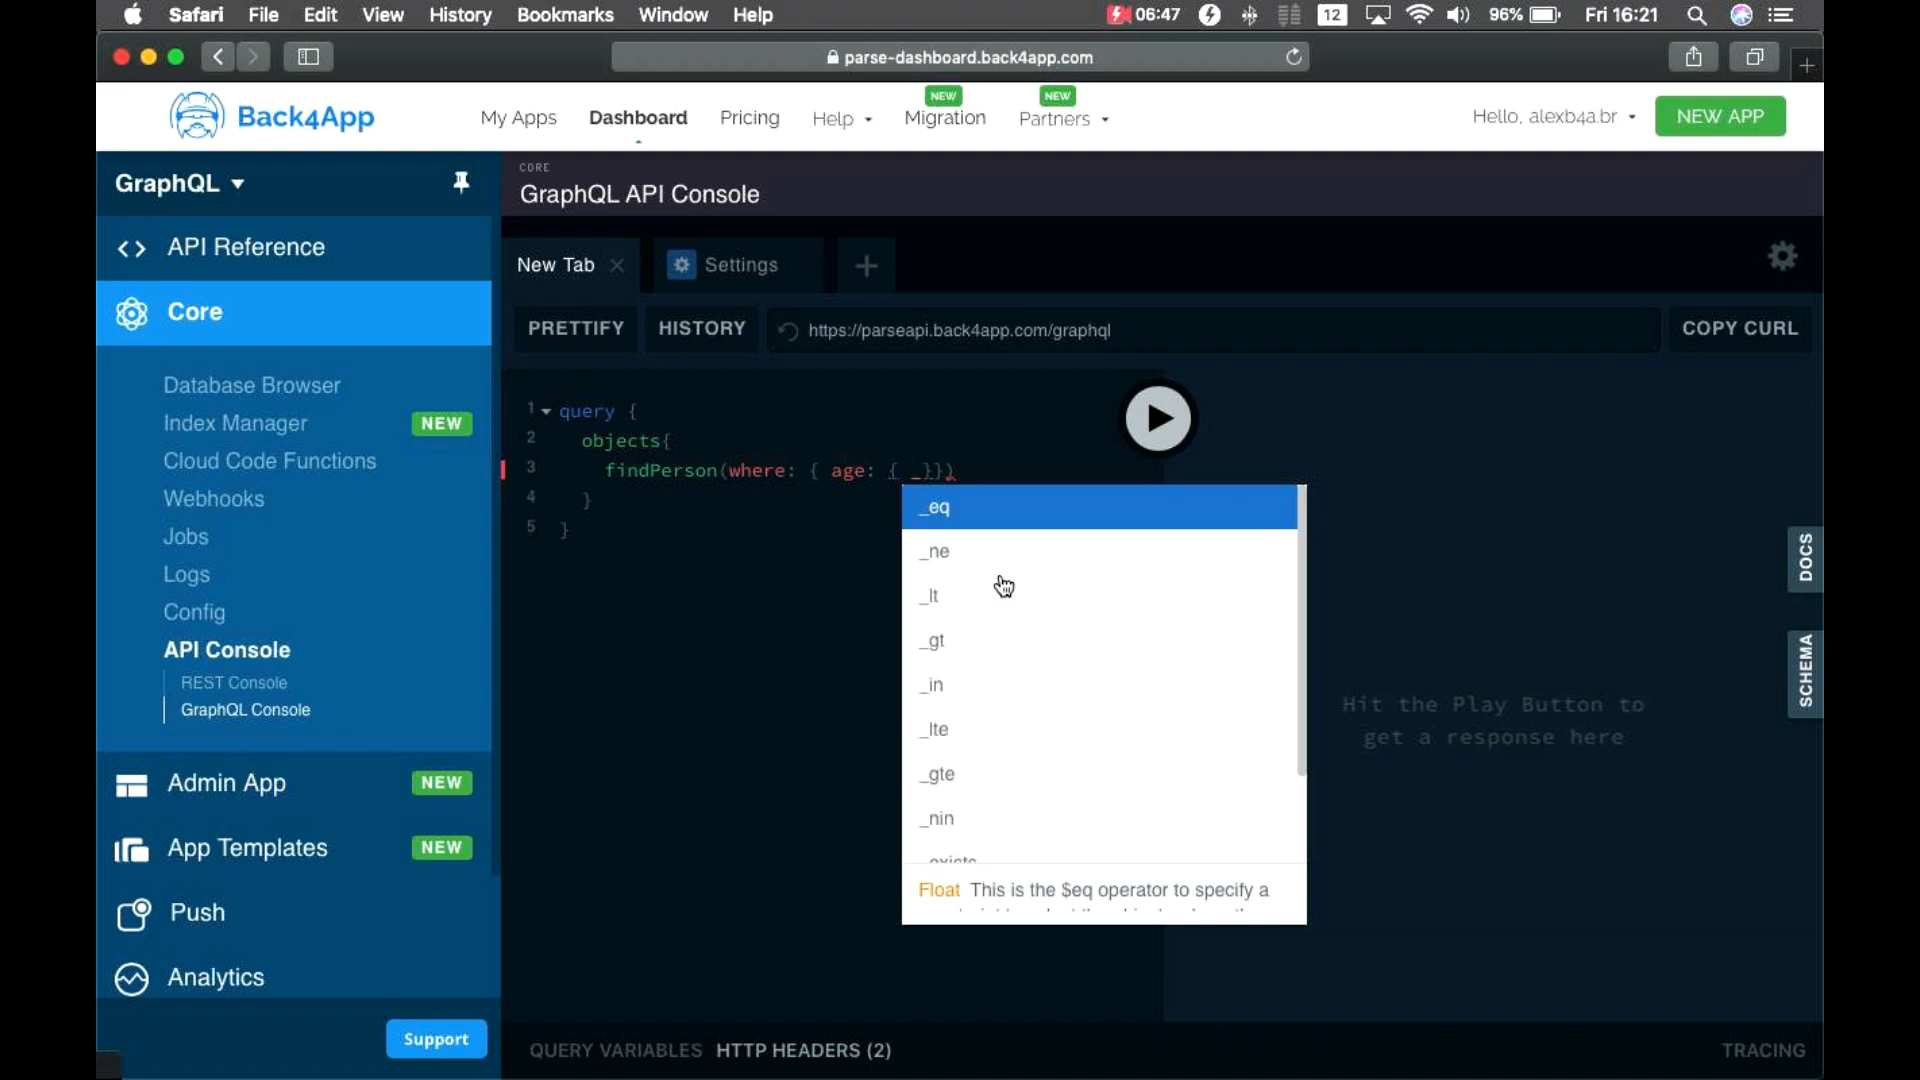 Safari File Edit View History Bookmarks Window Help 06:47 12 96% Fri 16:21
parse-dashboard.back4app.com
Back4App My Apps Dashboard Pricing Help NEW Migration NEW Partners Hello, alexb4a.br NEW APP
GraphQL
API Reference
Core
Database Browser
Index Manager NEW
Cloud Code Functions
Webhooks
Jobs
Logs
Config
API Console
REST Console
GraphQL Console
Admin App NEW
App Templates NEW
Push
Analytics
Support
CORE
GraphQL API Console
New Tab Settings
PRETTIFY HISTORY https://parseapi.back4app.com/graphql COPY CURL
1 query {
2 objects{
3 findPerson(where: { age: { _}})
4 }
5 }
_eq
_ne
_lt
_gt
_in
_lte
_gte
_nin
_exists
Float This is the $eq operator to specify a
Hit the Play Button to
get a response here
DOCS
SCHEMA
QUERY VARIABLES HTTP HEADERS (2) TRACING